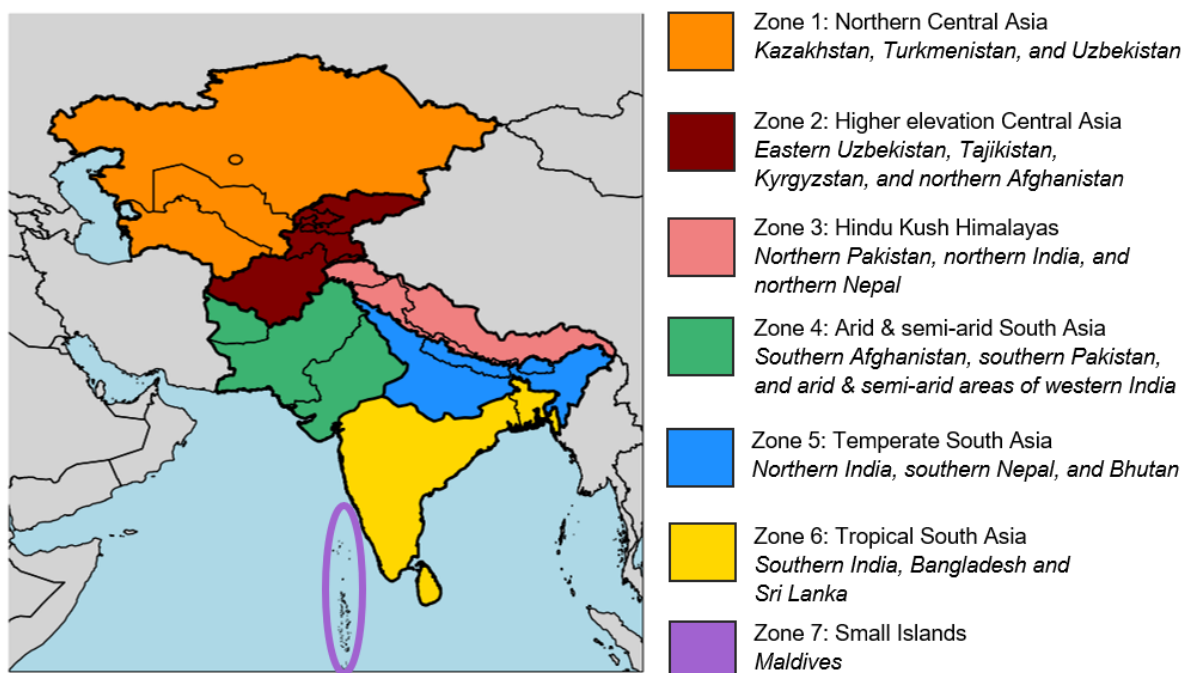 Zone 1: Northern Central Asia
Kazakhstan, Turkmenistan, and Uzbekistan
Zone 2: Higher elevation Central Asia
Eastern Uzbekistan, Tajikistan,
Kyrgyzstan, and northern Afghanistan
Zone 3: Hindu Kush Himalayas
Northern Pakistan, northern India, and
northern Nepal
Zone 4: Arid & semi-arid South Asia
Southern Afghanistan, southern Pakistan,
and arid & semi-arid areas of western India
Zone 5: Temperate South Asia
Northern India, southern Nepal, and Bhutan
Zone 6: Tropical South Asia
Southern India, Bangladesh and
Sri Lanka
Zone 7: Small Islands
Maldives